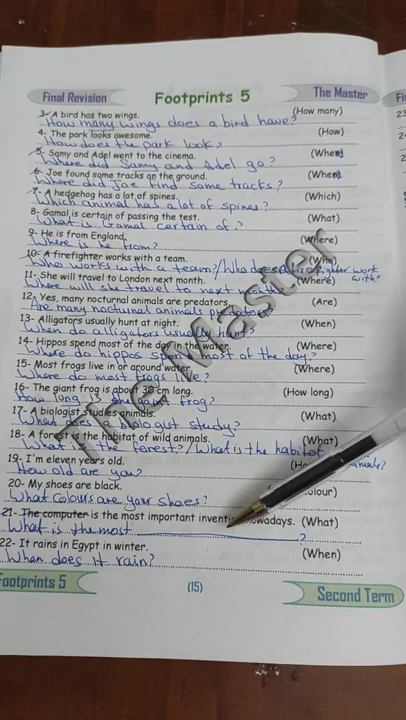 Final Revision
Footprints 5
The Master
3- A bird has two wings. (How many)
How many wings does a bird have?
4- The park looks awesome. (How)
How does the park look?
5- Samy and Adel went to the cinema. (Where)
Where did Samy and Adel go?
6- Joe found some tracks on the ground. (Where)
Where did Joe find some tracks?
7- A hedgehog has a lot of spines. (Which)
Which animal has a lot of spines?
8- Gamal is certain of passing the test. (What)
What is Gamal certain of?
9- He is from England. (Where)
Where is he from?
10- A firefighter works with a team. (Who)
Who works with a team?/Who does a firefighter work with?
11- She will travel to London next month. (Where)
Where will she travel to next month?
12- Yes, many nocturnal animals are predators. (Are)
Are many nocturnal animals predators?
13- Alligators usually hunt at night. (When)
When do alligators usually hunt?
14- Hippos spend most of the day in the water. (Where)
Where do hippos spend most of the day?
15- Most frogs live in or around water. (Where)
Where do most frogs live?
16- The giant frog is about 30 cm long. (How long)
How long is the giant frog?
17- A biologist studies animals. (What)
What does biologist study?
18- A forest is the habitat of wild animals. (What)
What is the forest?/What is the habitat
19- I'm eleven years old.
How old are you?
20- My shoes are black. colour)
What colours are your shoes?
21- The computer is the most important invention nowadays. (What)
What is the most ?
22- It rains in Egypt in winter. (When)
When does it rain?
Footprints 5
(15)
Second Term
The Master